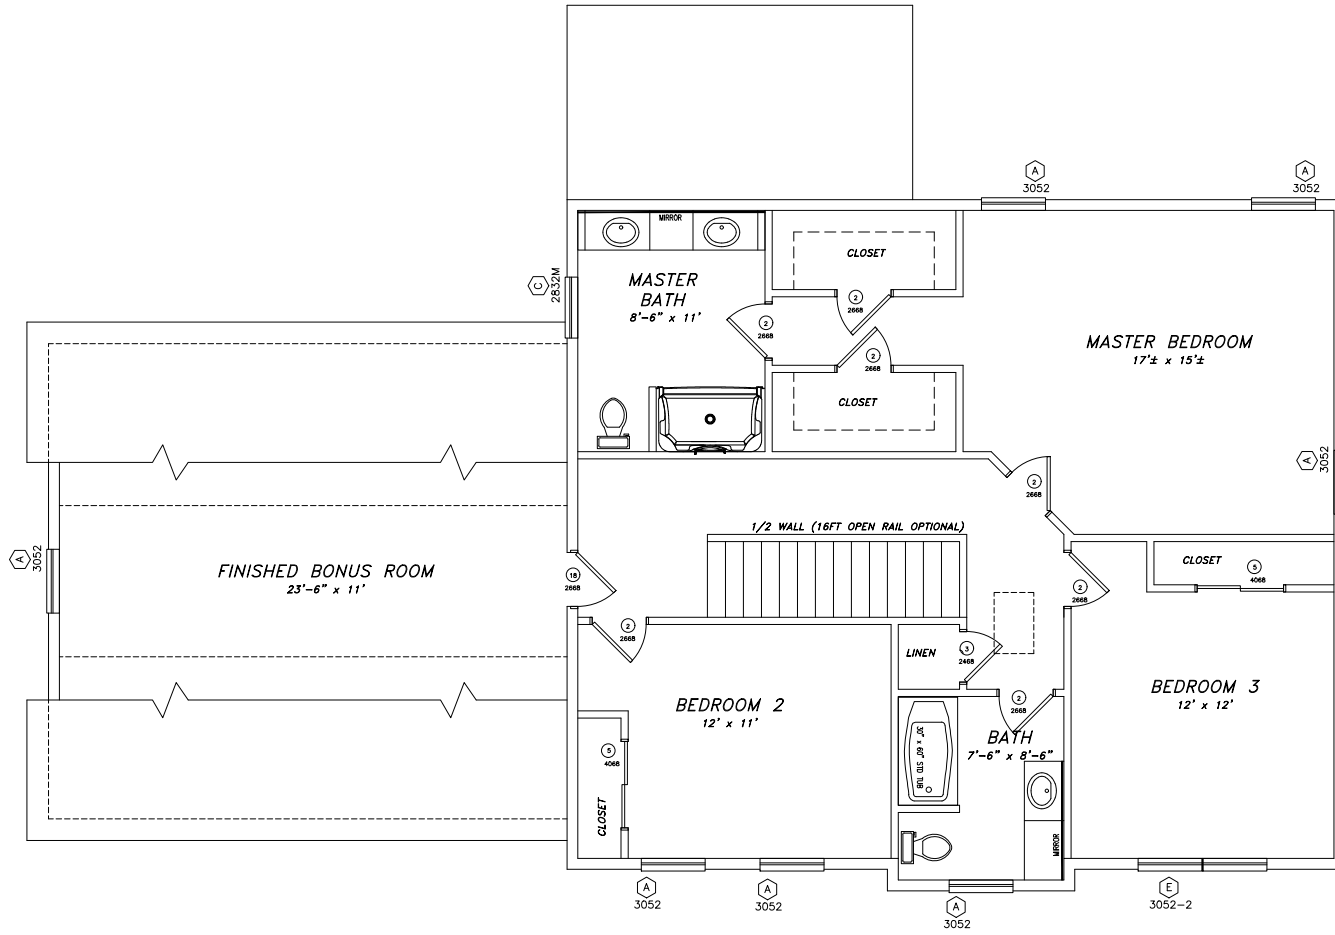 A
3052
A
3052
MIRROR
CLOSET
MASTER
BATH
8'-6" x 11'
C
2832M
2
2668
2
2668
2
2668
MASTER BEDROOM
17'± x 15'±
CLOSET
A
3052
2
2668
1/2 WALL (16FT OPEN RAIL OPTIONAL)
A
3052
FINISHED BONUS ROOM
23'-6" x 11'
18
2668
CLOSET
5
4068
2
2668
2
2668
LINEN
3
2468
BEDROOM 2
12' x 11'
2
2668
BEDROOM 3
12' x 12'
BATH
7'-6" x 8'-6"
30" x 60" STD TUB
5
4068
CLOSET
MIRROR
A
3052
A
3052
A
3052
E
3052-2